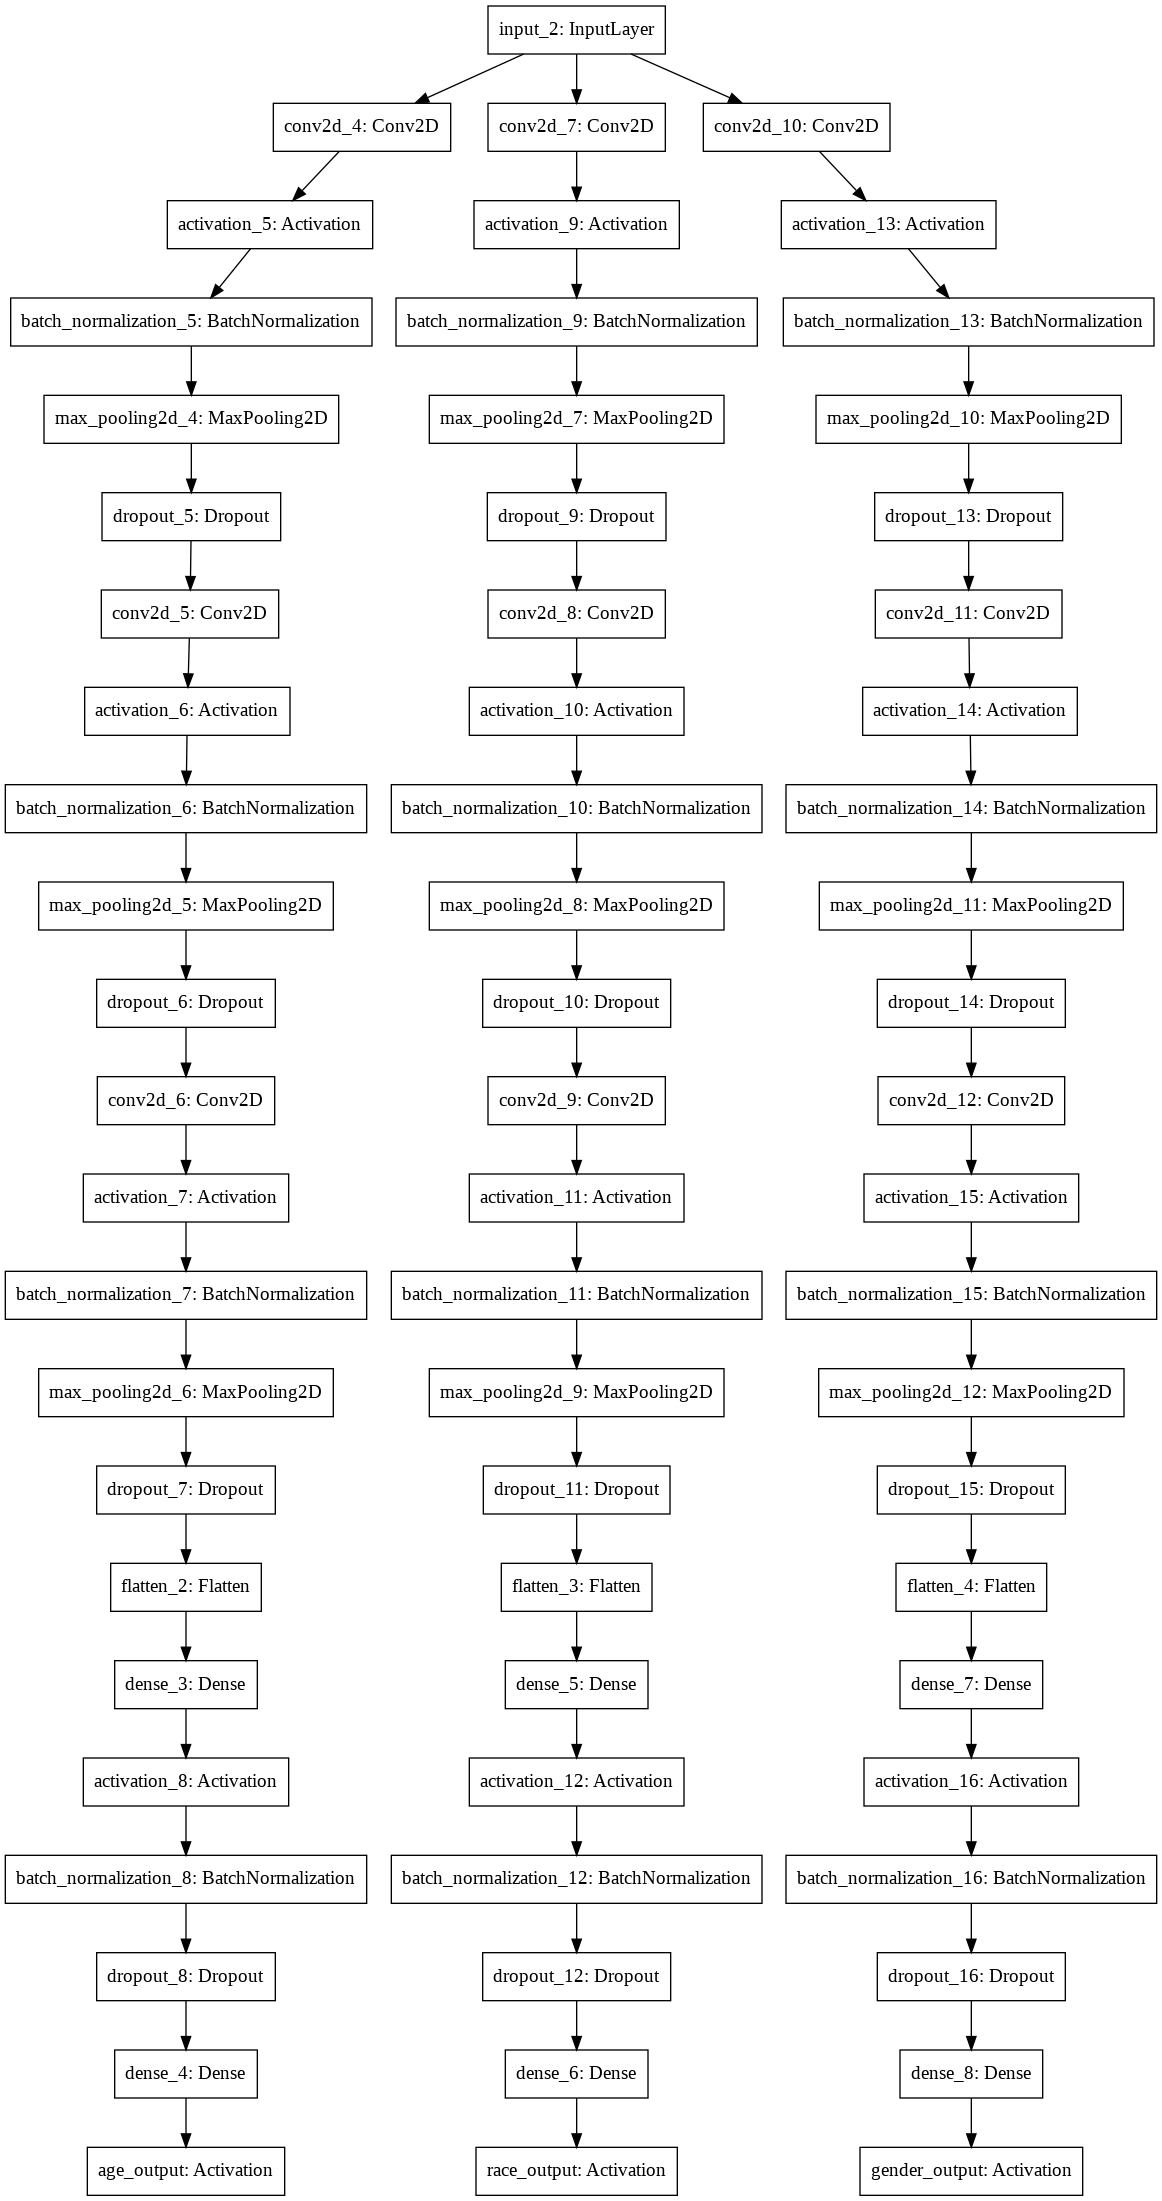 input_2: InputLayer
conv2d_4: Conv2D
conv2d_7: Conv2D
conv2d_10: Conv2D
activation_5: Activation
activation_9: Activation
activation_13: Activation
batch_normalization_5: BatchNormalization
batch_normalization_9: BatchNormalization
batch_normalization_13: BatchNormalization
max_pooling2d_4: MaxPooling2D
max_pooling2d_7: MaxPooling2D
max_pooling2d_10: MaxPooling2D
dropout_5: Dropout
dropout_9: Dropout
dropout_13: Dropout
conv2d_5: Conv2D
conv2d_8: Conv2D
conv2d_11: Conv2D
activation_6: Activation
activation_10: Activation
activation_14: Activation
batch_normalization_6: BatchNormalization
batch_normalization_10: BatchNormalization
batch_normalization_14: BatchNormalization
max_pooling2d_5: MaxPooling2D
max_pooling2d_8: MaxPooling2D
max_pooling2d_11: MaxPooling2D
dropout_6: Dropout
dropout_10: Dropout
dropout_14: Dropout
conv2d_6: Conv2D
conv2d_9: Conv2D
conv2d_12: Conv2D
activation_7: Activation
activation_11: Activation
activation_15: Activation
batch_normalization_7: BatchNormalization
batch_normalization_11: BatchNormalization
batch_normalization_15: BatchNormalization
max_pooling2d_6: MaxPooling2D
max_pooling2d_9: MaxPooling2D
max_pooling2d_12: MaxPooling2D
dropout_7: Dropout
dropout_11: Dropout
dropout_15: Dropout
flatten_2: Flatten
flatten_3: Flatten
flatten_4: Flatten
dense_3: Dense
dense_5: Dense
dense_7: Dense
activation_8: Activation
activation_12: Activation
activation_16: Activation
batch_normalization_8: BatchNormalization
batch_normalization_12: BatchNormalization
batch_normalization_16: BatchNormalization
dropout_8: Dropout
dropout_12: Dropout
dropout_16: Dropout
dense_4: Dense
dense_6: Dense
dense_8: Dense
age_output: Activation
race_output: Activation
gender_output: Activation